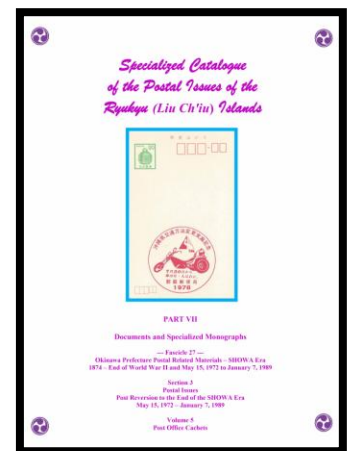 Specialized Catalogue
of the Postal Issues of the
Ryukyu (Liu Ch'iu) Islands
1978
PART VII
Documents and Specialized Monographs
— Fascicle 27 —
Okinawa Prefecture Postal Related Materials – SHOWA Era
1874 – End of World War II and May 15, 1972 to January 7, 1989
Section 3
Postal Issues
Post Reversion to the End of the SHOWA Era
May 15, 1972 – January 7, 1989
Volume 5
Post Office Cachets